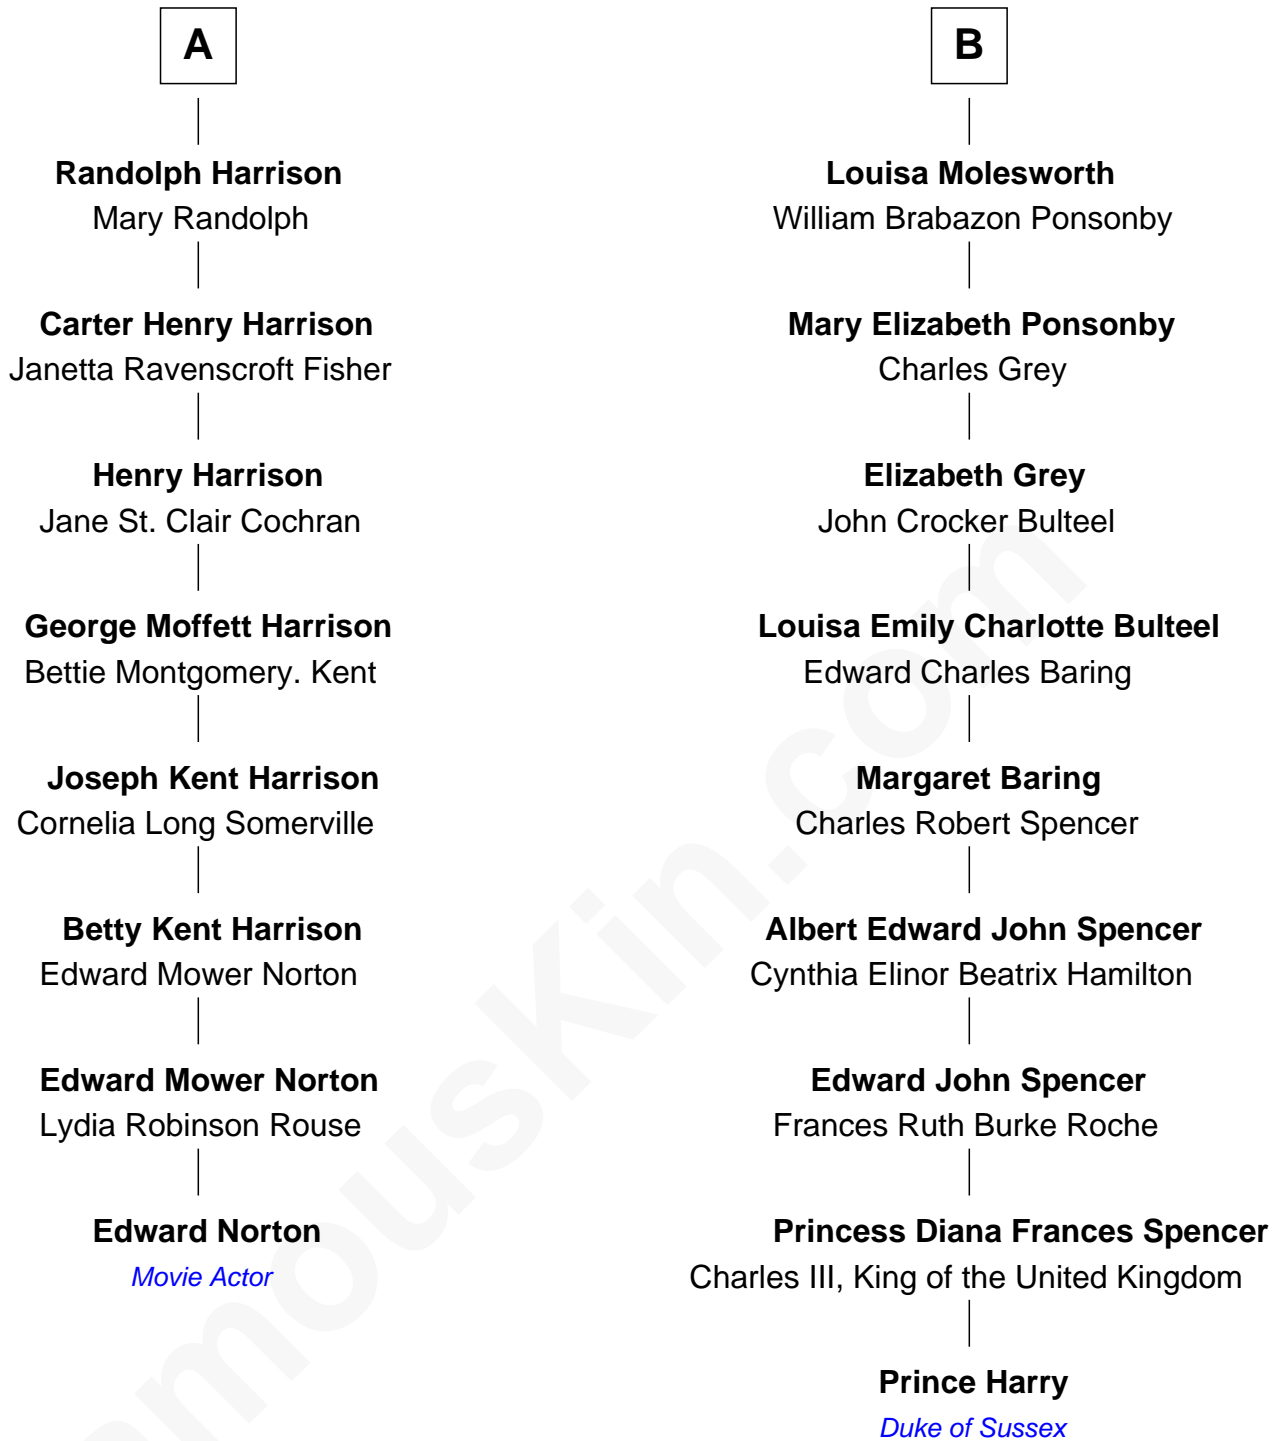 A
Randolph Harrison
Mary Randolph
Carter Henry Harrison
Janetta Ravenscroft Fisher
Henry Harrison
Jane St. Clair Cochran
George Moffett Harrison
Bettie Montgomery. Kent
Joseph Kent Harrison
Cornelia Long Somerville
Betty Kent Harrison
Edward Mower Norton
Edward Mower Norton
Lydia Robinson Rouse
Edward Norton
Movie Actor
B
Louisa Molesworth
William Brabazon Ponsonby
Mary Elizabeth Ponsonby
Charles Grey
Elizabeth Grey
John Crocker Bulteel
Louisa Emily Charlotte Bulteel
Edward Charles Baring
Margaret Baring
Charles Robert Spencer
Albert Edward John Spencer
Cynthia Elinor Beatrix Hamilton
Edward John Spencer
Frances Ruth Burke Roche
Princess Diana Frances Spencer
Charles III, King of the United Kingdom
Prince Harry
Duke of Sussex
amousKin.com